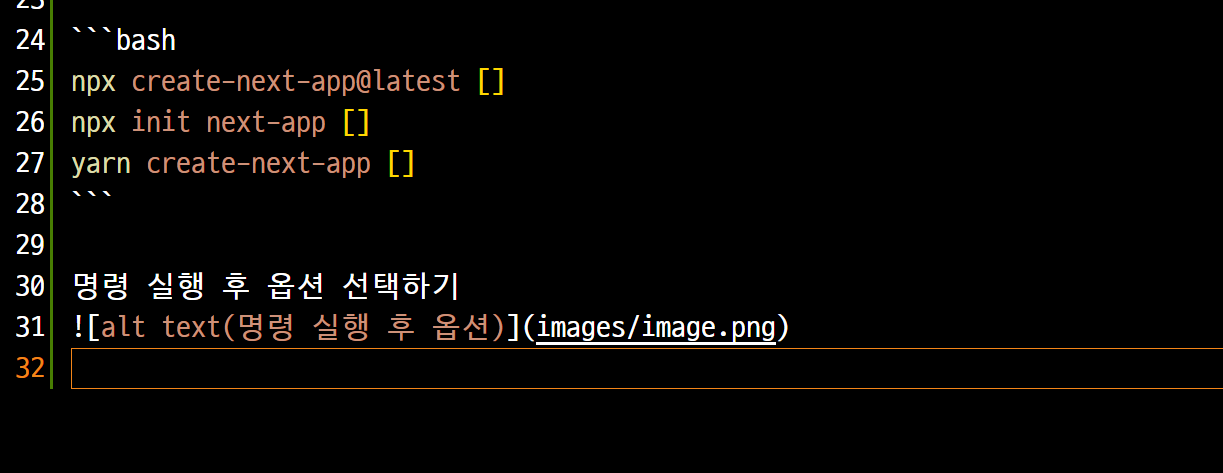 23
24 ```bash
25 npx create-next-app@latest []
26 npx init next-app []
27 yarn create-next-app []
28 ```
29
30 명령 실행 후 옵션 선택하기
31 ![alt text(명령 실행 후 옵션)](images/image.png)
32